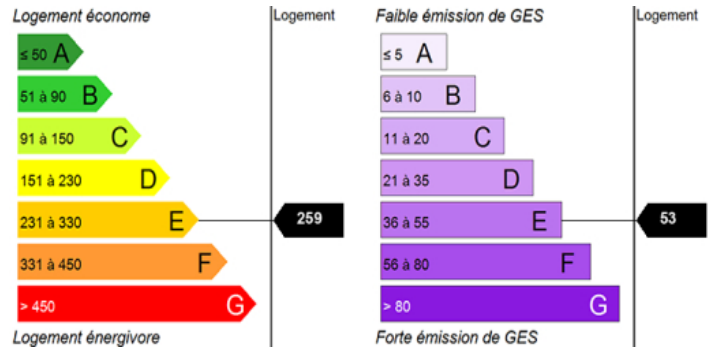 Logement économe
Logement
≤ 50 A
51 à 90 B
91 à 150 C
151 à 230 D
231 à 330 E
259
331 à 450 F
> 450 G
Logement énergivore
Faible émission de GES
Logement
≤ 5 A
6 à 10 B
11 à 20 C
21 à 35 D
36 à 55 E
53
56 à 80 F
> 80 G
Forte émission de GES